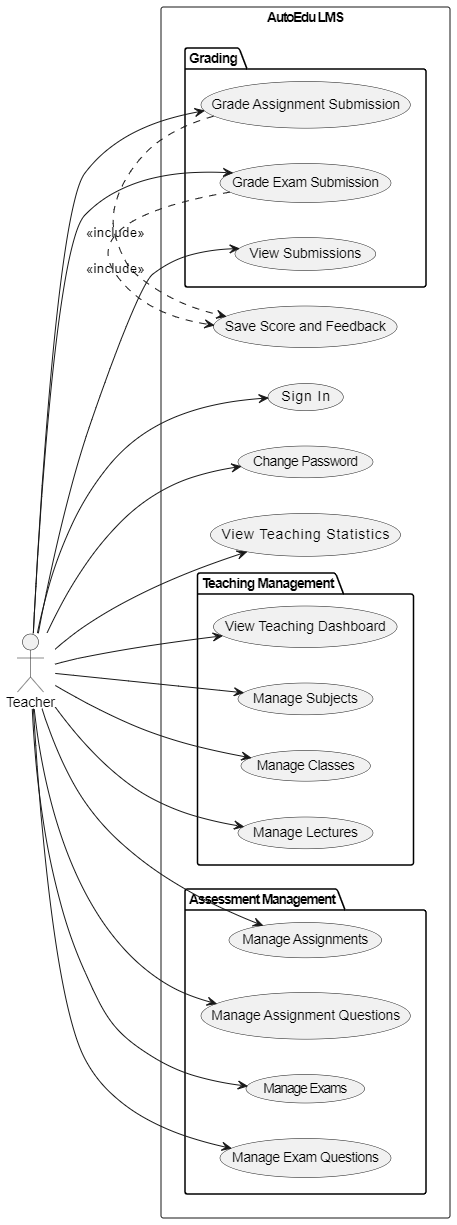 AutoEdu LMS
Grading
Grade Assignment Submission
Grade Exam Submission
«include»
View Submissions
«include»
Save Score and Feedback
Sign In
Change Password
View Teaching Statistics
Teaching Management
View Teaching Dashboard
Teacher
Manage Subjects
Manage Classes
Manage Lectures
Assessment Management
Manage Assignments
Manage Assignment Questions
Manage Exams
Manage Exam Questions